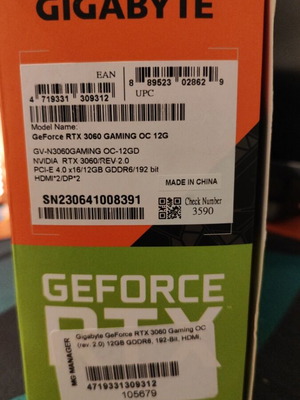 GIGABYTE
EAN
UPC
4 719331 309312
8 89523 02862 9
Model Name:
GeForce RTX 3060 GAMING OC 12G
GV-N3060GAMING OC-12GD
NVIDIA RTX 3060/REV-2.0
PCI-E 4.0 x16/12GB GDDR6/192 bit
HDMI*2/DP*2
MADE IN CHINA
SN230641008391
Check Number
3590
GEFORCE
RTX
MG MANAGER
Gigabyte GeForce RTX 3060 Gaming OC
(rev. 2.0) 12GB GDDR6, 192-Bit, HDMI,
4719331309312
105679